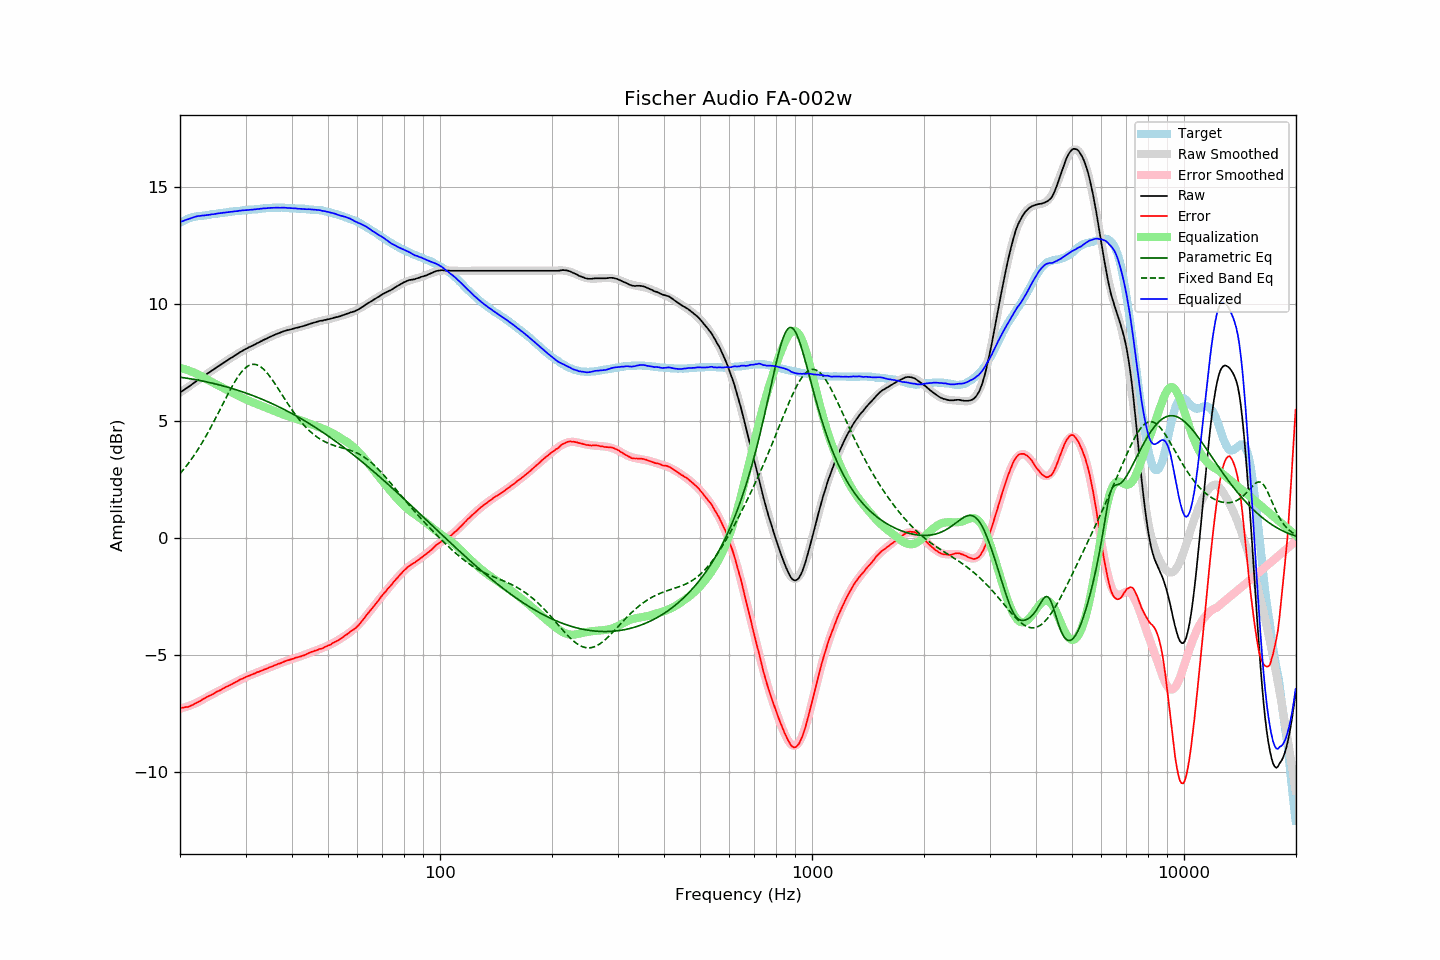 Fischer Audio FA-002w
Target
Raw Smoothed
Error Smoothed
Raw
Error
Equalization
Parametric Eq
Fixed Band Eq
Equalized
Amplitude (dBr)
15
10
5
0
−5
−10
100
1000
10000
Frequency (Hz)